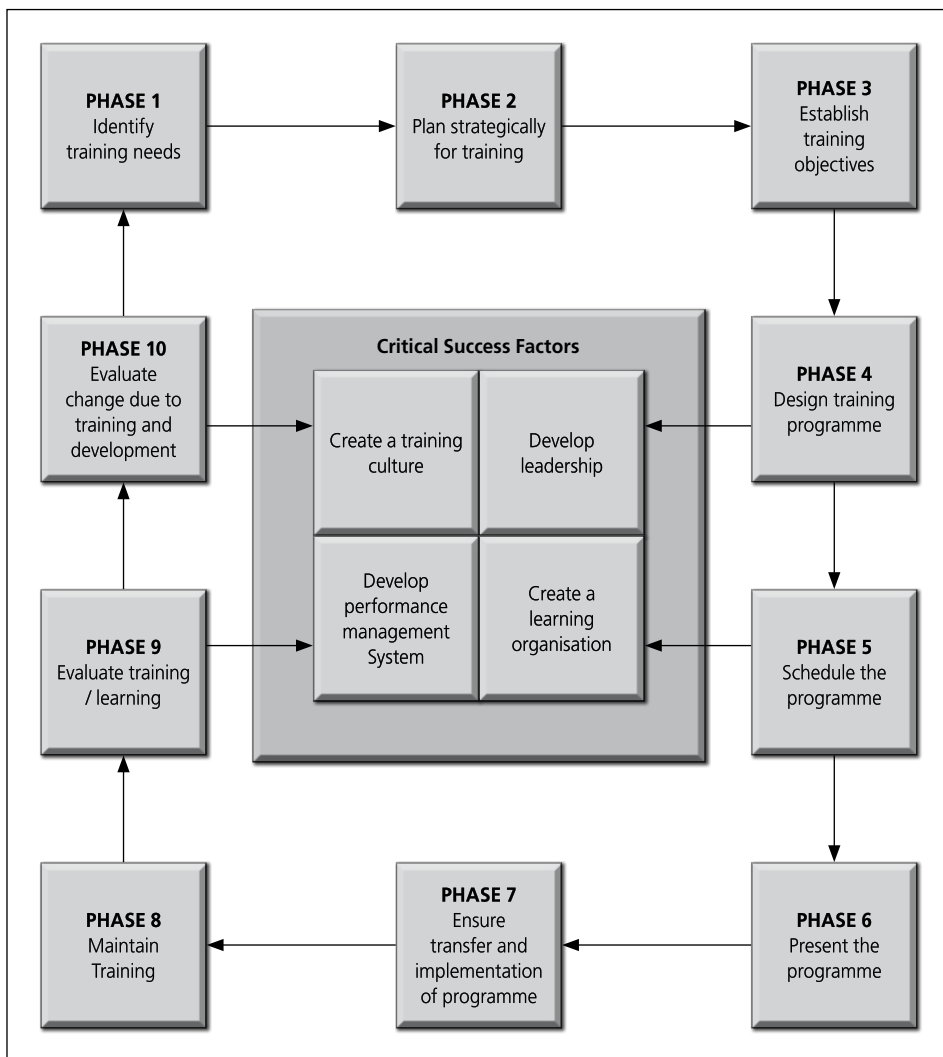 PHASE 1
Identify
training needs
PHASE 2
Plan strategically
for training
PHASE 3
Establish
training
objectives
PHASE 10
Evaluate
change due to
training and
development
Critical Success Factors
Create a training
culture
Develop
leadership
PHASE 4
Design training
programme
Develop
performance
management
System
Create a
learning
organisation
PHASE 9
Evaluate training
/ learning
PHASE 5
Schedule the
programme
PHASE 8
Maintain
Training
PHASE 7
Ensure
transfer and
implementation
of programme
PHASE 6
Present the
programme